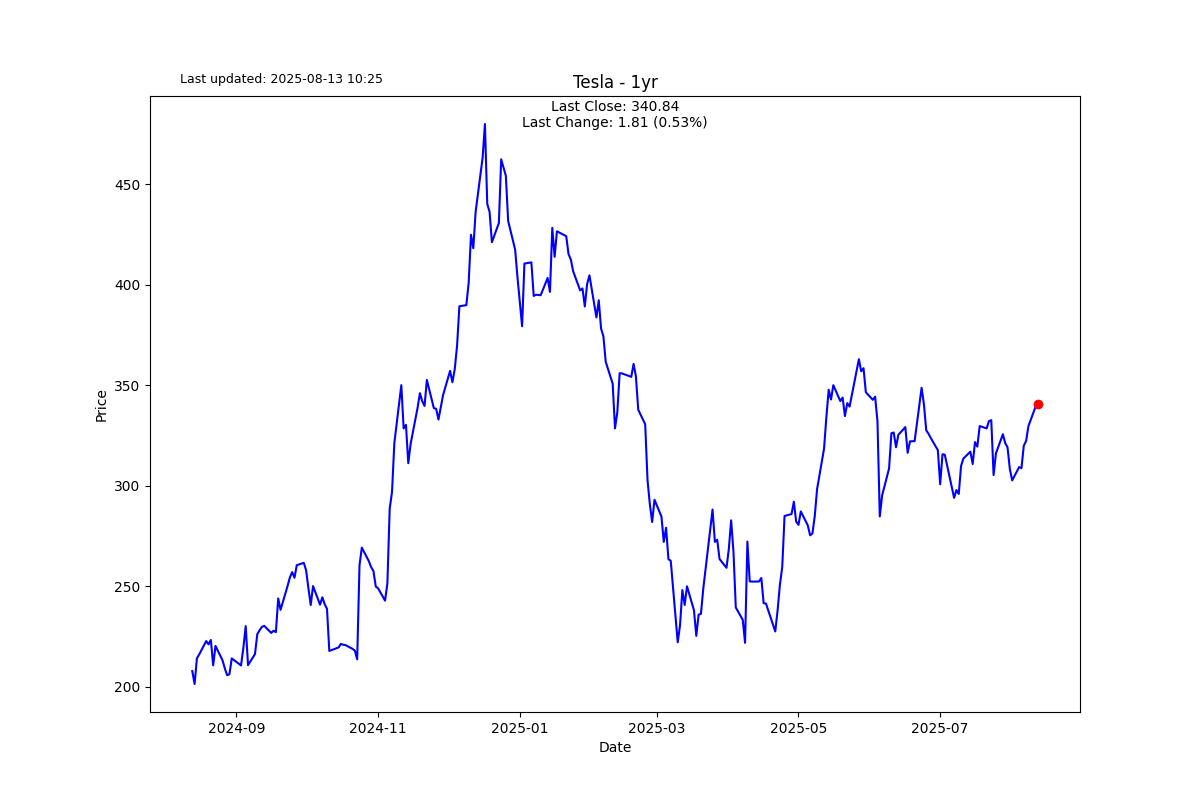 Last updated: 2025-08-13 10:25
Tesla - 1yr
Last Close: 340.84
Last Change: 1.81 (0.53%)
450
400
350
300
250
200
Price
2024-09
2024-11
2025-01
2025-03
2025-05
2025-07
Date